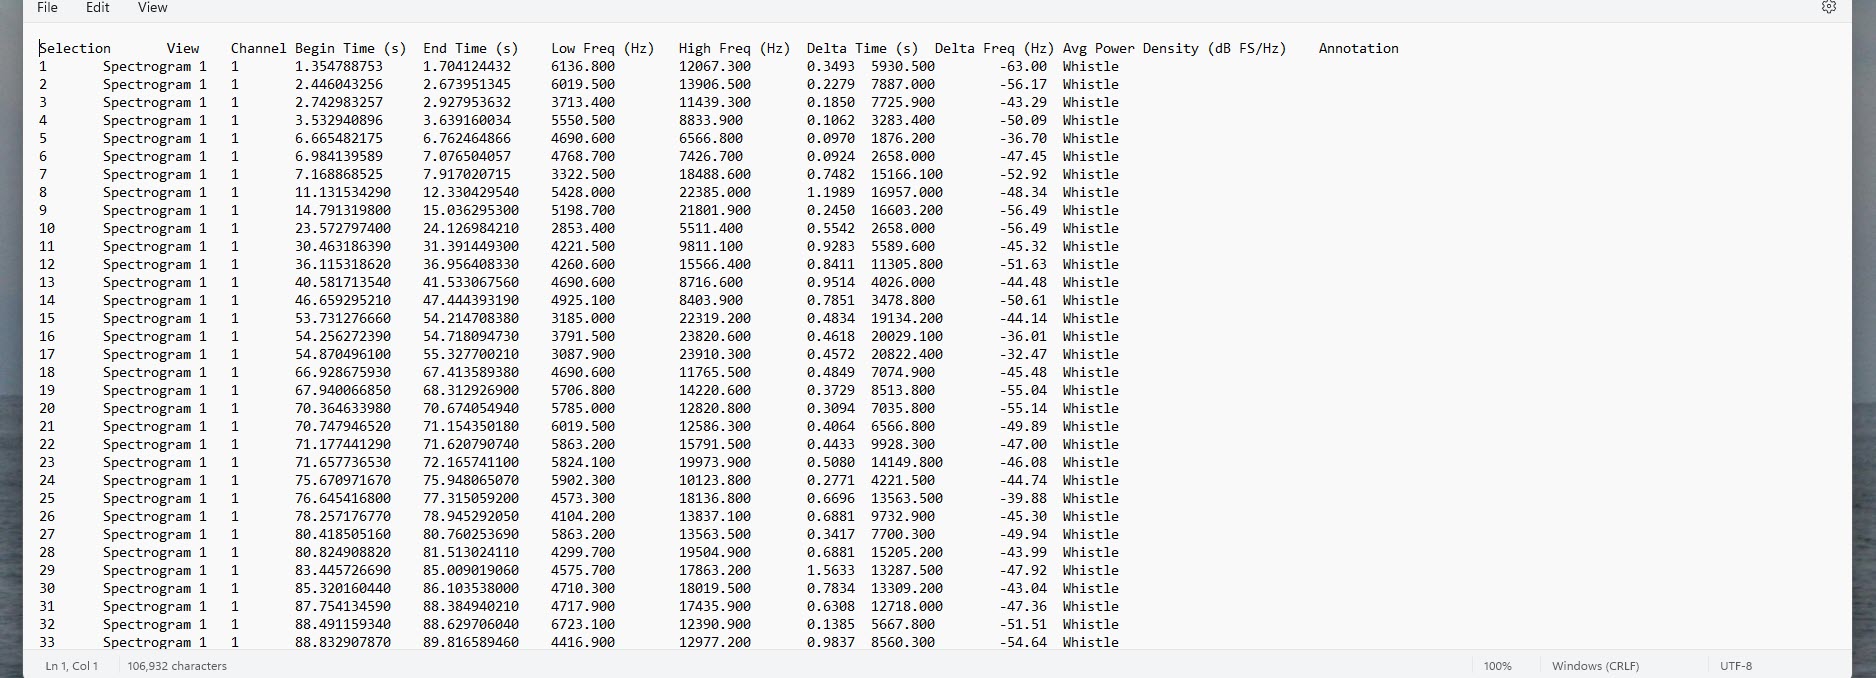 File Edit View
Selection View Channel Begin Time (s) End Time (s) Low Freq (Hz) High Freq (Hz) Delta Time (s) Delta Freq (Hz) Avg Power Density (dB FS/Hz) Annotation
1 Spectrogram 1 1 1.354788753 1.704124432 6136.800 12067.300 0.3493 5930.500 -63.00 Whistle
2 Spectrogram 1 1 2.446043256 2.673951345 6019.500 13906.500 0.2279 7887.000 -56.17 Whistle
3 Spectrogram 1 1 2.742983257 2.927953632 3713.400 11439.300 0.1850 7725.900 -43.29 Whistle
4 Spectrogram 1 1 3.532940896 3.639160034 5550.500 8833.900 0.1062 3283.400 -50.09 Whistle
5 Spectrogram 1 1 6.665482175 6.762464866 4690.600 6566.800 0.0970 1876.200 -36.70 Whistle
6 Spectrogram 1 1 6.984139589 7.076504057 4768.700 7426.700 0.0924 2658.000 -47.45 Whistle
7 Spectrogram 1 1 7.168868525 7.917020715 3322.500 18488.600 0.7482 15166.100 -52.92 Whistle
8 Spectrogram 1 1 11.131534290 12.330429540 5428.000 22385.000 1.1989 16957.000 -48.34 Whistle
9 Spectrogram 1 1 14.791319800 15.036295300 5198.700 21801.900 0.2450 16603.200 -56.49 Whistle
10 Spectrogram 1 1 23.572797400 24.126984210 2853.400 5511.400 0.5542 2658.000 -56.49 Whistle
11 Spectrogram 1 1 30.463186390 31.391449300 4221.500 9811.100 0.9283 5589.600 -45.32 Whistle
12 Spectrogram 1 1 36.115318620 36.956408330 4260.600 15566.400 0.8411 11305.800 -51.63 Whistle
13 Spectrogram 1 1 40.581713540 41.533067560 4690.600 8716.600 0.9514 4026.000 -44.48 Whistle
14 Spectrogram 1 1 46.659295210 47.444393190 4925.100 8403.900 0.7851 3478.800 -50.61 Whistle
15 Spectrogram 1 1 53.731276660 54.214708380 3185.000 22319.200 0.4834 19134.200 -44.14 Whistle
16 Spectrogram 1 1 54.256272390 54.718094730 3791.500 23820.600 0.4618 20029.100 -36.01 Whistle
17 Spectrogram 1 1 54.870496100 55.327700210 3087.900 23910.300 0.4572 20822.400 -32.47 Whistle
18 Spectrogram 1 1 66.928675930 67.413589380 4690.600 11765.500 0.4849 7074.900 -45.48 Whistle
19 Spectrogram 1 1 67.940066850 68.312926900 5706.800 14220.600 0.3729 8513.800 -55.04 Whistle
20 Spectrogram 1 1 70.364633980 70.674054940 5785.000 12820.800 0.3094 7035.800 -55.14 Whistle
21 Spectrogram 1 1 70.747946520 71.154350180 6019.500 12586.300 0.4064 6566.800 -49.89 Whistle
22 Spectrogram 1 1 71.177441290 71.620790740 5863.200 15791.500 0.4433 9928.300 -47.00 Whistle
23 Spectrogram 1 1 71.657736530 72.165741100 5824.100 19973.900 0.5080 14149.800 -46.08 Whistle
24 Spectrogram 1 1 75.670971670 75.948065070 5902.300 10123.800 0.2771 4221.500 -44.74 Whistle
25 Spectrogram 1 1 76.645416800 77.315059200 4573.300 18136.800 0.6696 13563.500 -39.88 Whistle
26 Spectrogram 1 1 78.257176770 78.945292050 4104.200 13837.100 0.6881 9732.900 -45.30 Whistle
27 Spectrogram 1 1 80.418505160 80.760253690 5863.200 13563.500 0.3417 7700.300 -49.94 Whistle
28 Spectrogram 1 1 80.824908820 81.513024110 4299.700 19504.900 0.6881 15205.200 -43.99 Whistle
29 Spectrogram 1 1 83.445726690 85.009019060 4575.700 17863.200 1.5633 13287.500 -47.92 Whistle
30 Spectrogram 1 1 85.320160440 86.103538000 4710.300 18019.500 0.7834 13309.200 -43.04 Whistle
31 Spectrogram 1 1 87.754134590 88.384940210 4717.900 17435.900 0.6308 12718.000 -47.36 Whistle
32 Spectrogram 1 1 88.491159340 88.629706040 6723.100 12390.900 0.1385 5667.800 -51.51 Whistle
33 Spectrogram 1 1 88.832907870 89.816589460 4416.900 12977.200 0.9837 8560.300 -54.64 Whistle
Ln 1, Col 1 106,932 characters 100% Windows (CRLF) UTF-8